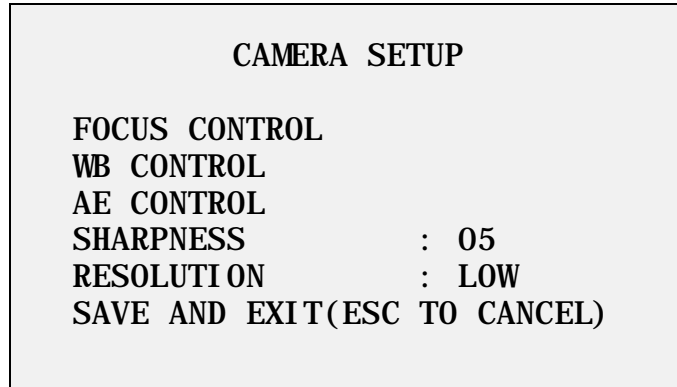 CAMERA SETUP
FOCUS CONTROL
WB CONTROL
AE CONTROL
SHARPNESS : 05
RESOLUTION : LOW
SAVE AND EXIT(ESC TO CANCEL)